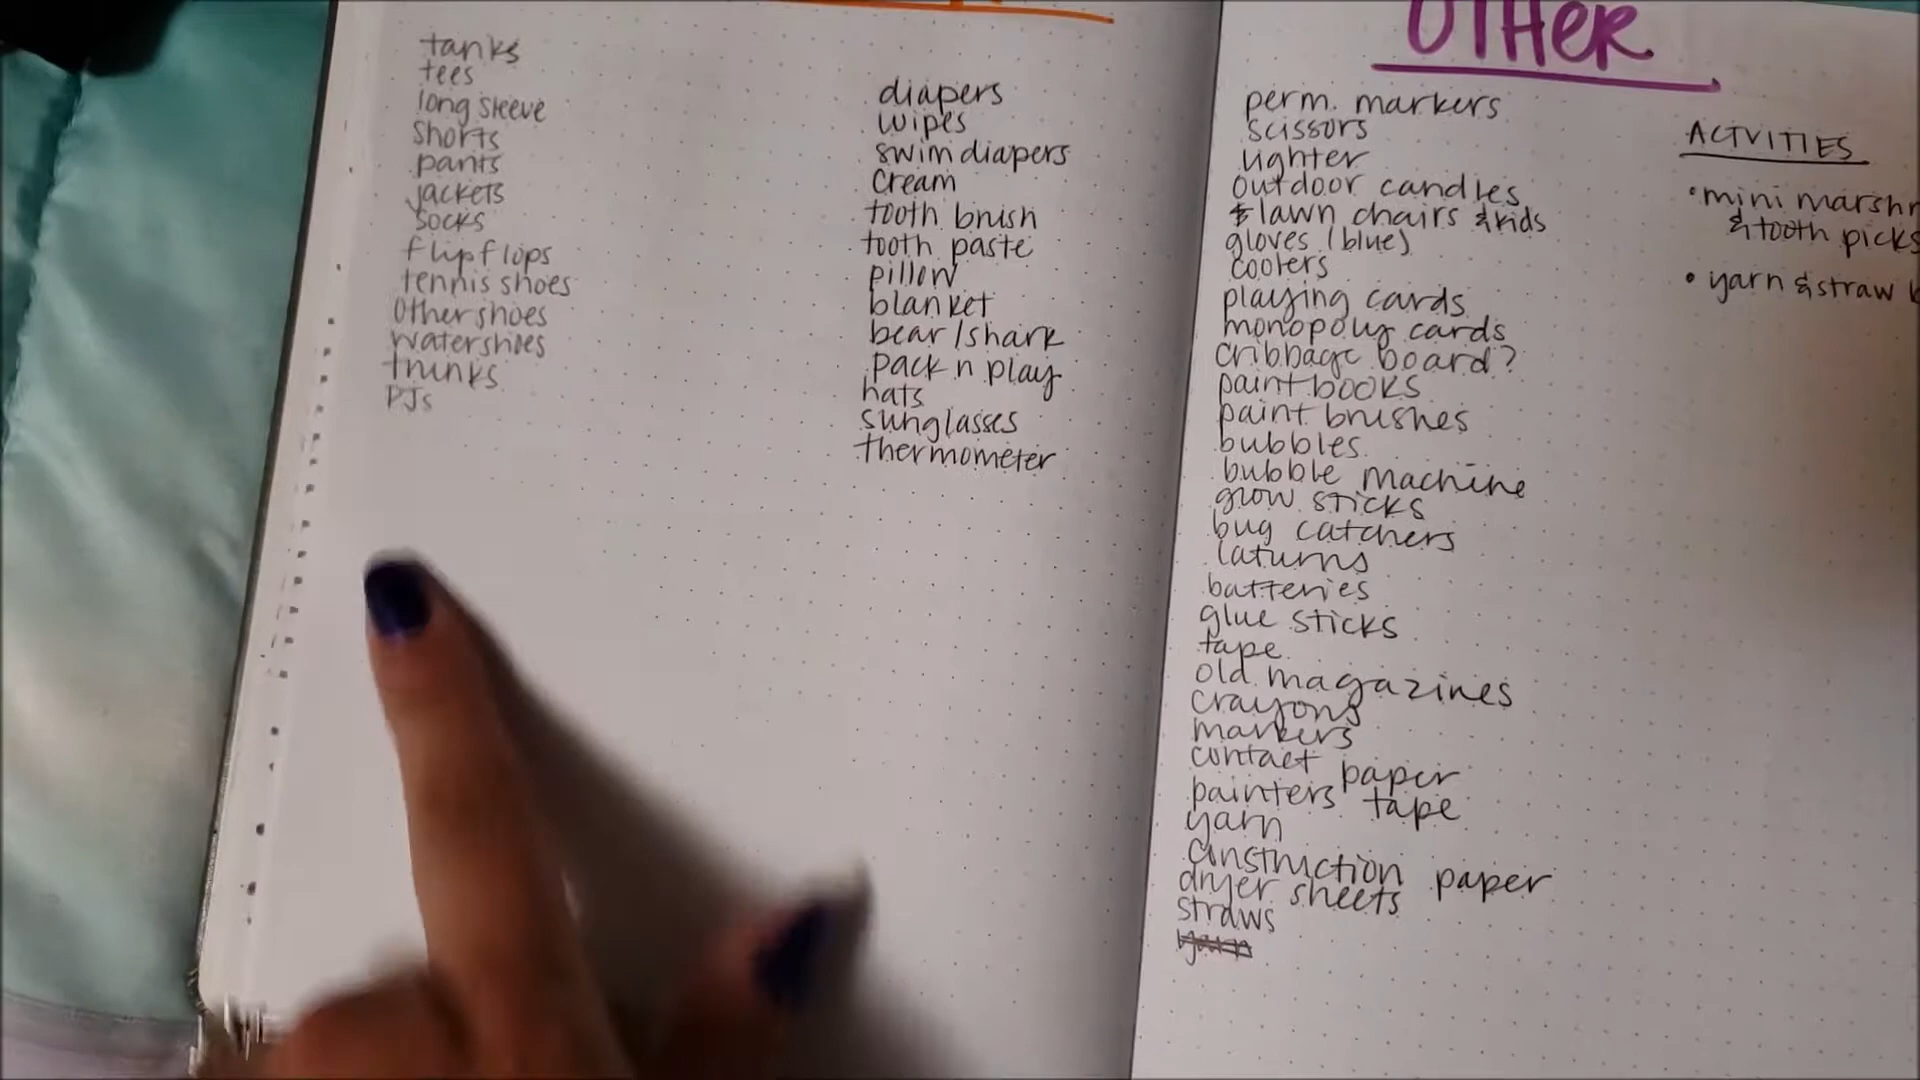 tanks
tees
long sleeve
shorts
pants
jackets
socks
flip flops
tennis shoes
other shoes
watershoes
trunks
PJs
diapers
wipes
swim diapers
cream
tooth brush
tooth paste
pillow
blanket
bear/shark
pack n play
hats
sunglasses
thermometer
OTHER
perm. markers
scissors
lighter
outdoor candles
lawn chairs & kids
gloves (blue)
coolers
playing cards
monopoly cards
cribbage board?
paint books
paint brushes
bubbles
bubble machine
glow sticks
bug catchers
laturns
batteries
glue sticks
tape
old magazines
crayons
markers
contact paper
painters tape
yarn
construction paper
dryer sheets
straws
ACTVITIES
• mini marshr
& tooth picks
• yarn & straw